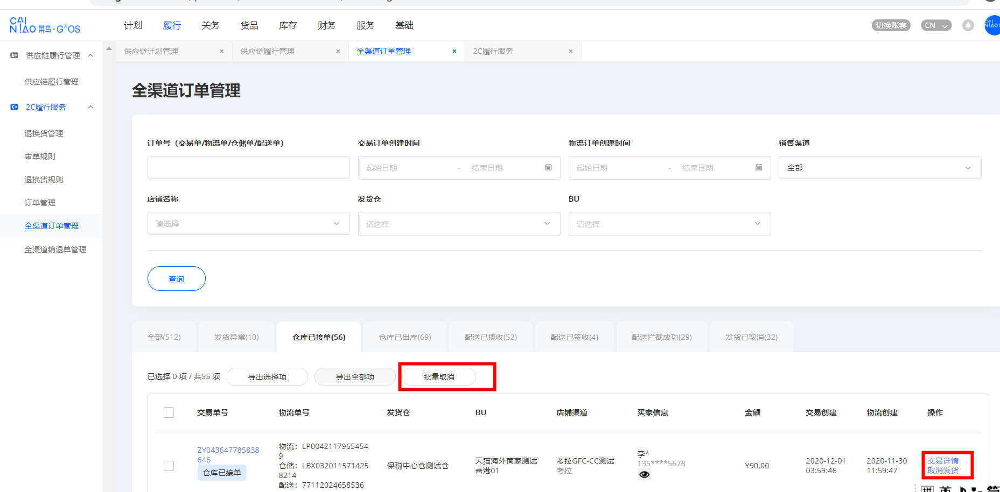 CAI
NIAO 菜鸟·GxOS
计划
履行
关务
货品
库存
财务
服务
基础
切换账套
CN
供应链履行管理
供应链履行管理
2C履行服务
退换货管理
审单规则
退换货规则
订单管理
全渠道订单管理
全渠道销退单管理
供应链计划管理 ×
供应链履行管理 ×
全渠道订单管理 ×
2C履行服务 ×
全渠道订单管理
订单号（交易单/物流单/仓储单/配送单）
交易订单创建时间
物流订单创建时间
销售渠道
起始日期 - 结束日期
起始日期 - 结束日期
全部
店铺名称
发货仓
BU
请选择
请选择
请选择
查询
全部(512)
发货异常(10)
仓库已接单(56)
仓库已出库(69)
配送已揽收(52)
配送已签收(4)
配送拦截成功(29)
发货已取消(32)
已选择 0 项 / 共55 项
导出选择项
导出全部项
批量取消
交易单号
物流单号
发货仓
BU
店铺渠道
买家信息
金额
交易创建
物流创建
操作
ZY043647785838
646
仓库已接单
物流：LP0042117965454
9
仓储：LBX032011571425
8214
配送：77112024658536
保税中心仓测试仓
天猫海外商家测试
香港01
考拉GFC-CC测试
考拉
李*
135****5678
¥90.00
2020-12-01
03:59:46
2020-11-30
11:59:47
交易详情
取消发货